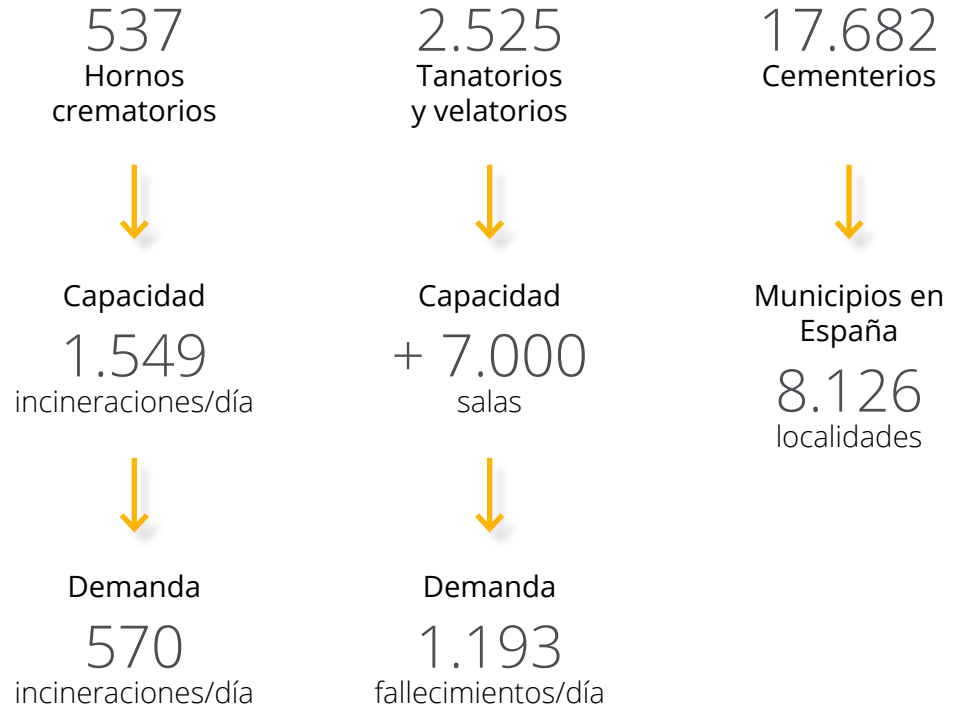 537
Hornos
crematorios
Capacidad
1.549
incineraciones/día
Demanda
570
incineraciones/día
2.525
Tanatorios
y velatorios
Capacidad
+ 7.000
salas
Demanda
1.193
fallecimientos/día
17.682
Cementerios
Municipios en
España
8.126
localidades